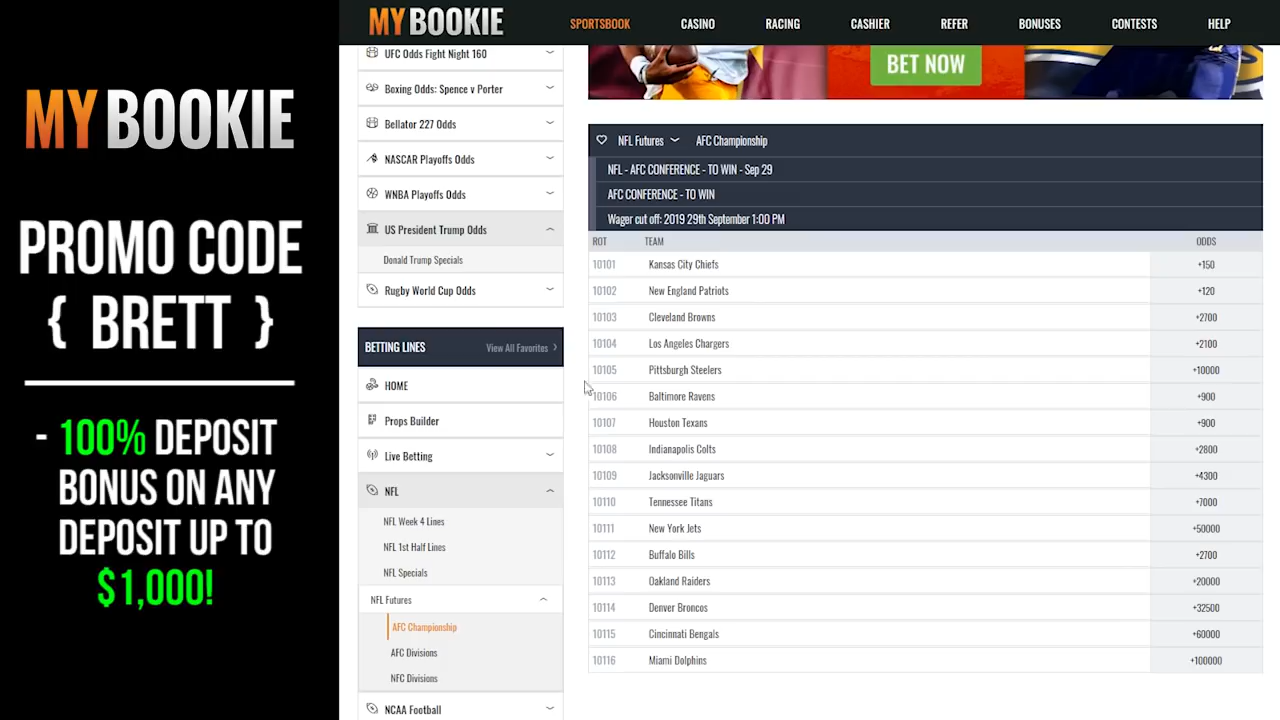 MYBOOKIE
PROMO CODE
{ BRETT }
- 100% DEPOSIT
BONUS ON ANY
DEPOSIT UP TO
$1,000!
MYBOOKIE
SPORTSBOOK
CASINO
RACING
CASHIER
REFER
BONUSES
CONTESTS
HELP
UFC Odds Fight Night 160
Boxing Odds: Spence v Porter
Bellator 227 Odds
NASCAR Playoffs Odds
WNBA Playoffs Odds
US President Trump Odds
Donald Trump Specials
Rugby World Cup Odds
BETTING LINES View All Favorites
HOME
Props Builder
Live Betting
NFL
NFL Week 4 Lines
NFL 1st Half Lines
NFL Specials
NFL Futures
AFC Championship
AFC Divisions
NFC Divisions
NCAA Football
BET NOW
NFL Futures AFC Championship
NFL - AFC CONFERENCE - TO WIN - Sep 29
AFC CONFERENCE - TO WIN
Wager cut off: 2019 29th September 1:00 PM
ROT TEAM ODDS
10101 Kansas City Chiefs +150
10102 New England Patriots +120
10103 Cleveland Browns +2700
10104 Los Angeles Chargers +2100
10105 Pittsburgh Steelers +10000
10106 Baltimore Ravens +900
10107 Houston Texans +900
10108 Indianapolis Colts +2800
10109 Jacksonville Jaguars +4300
10110 Tennessee Titans +7000
10111 New York Jets +50000
10112 Buffalo Bills +2700
10113 Oakland Raiders +20000
10114 Denver Broncos +32500
10115 Cincinnati Bengals +60000
10116 Miami Dolphins +100000